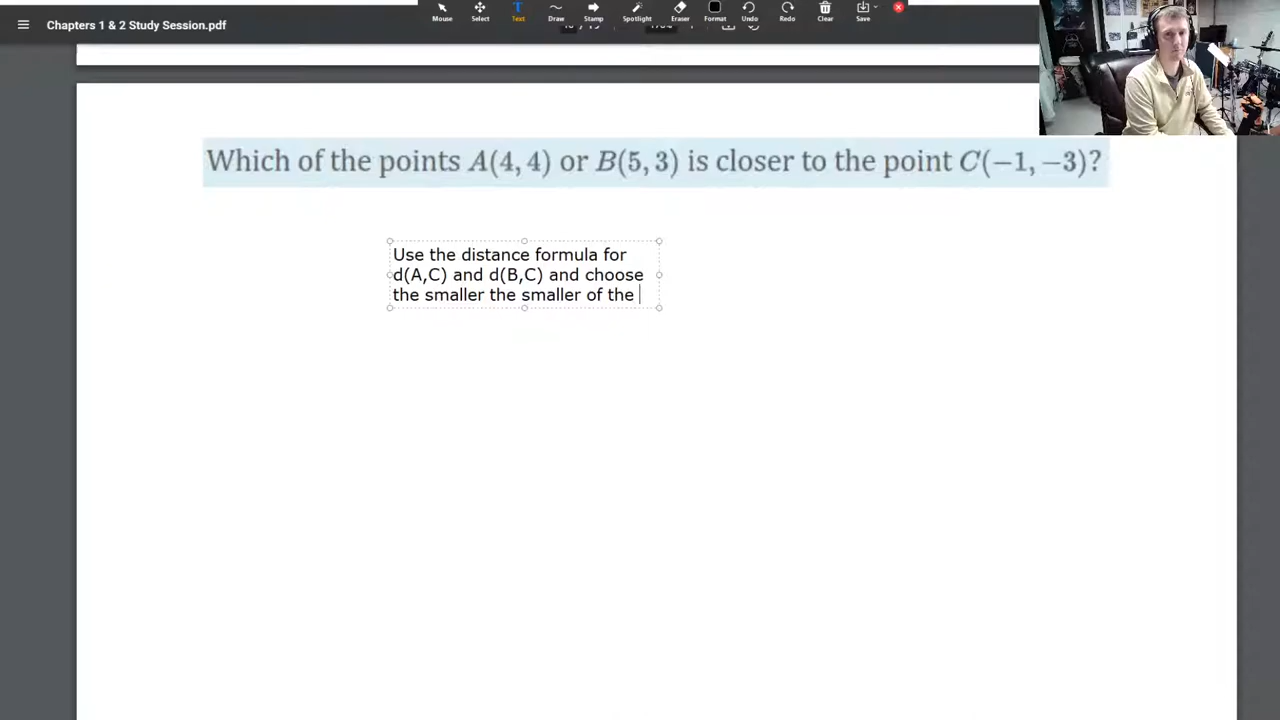 Mouse Select Text Draw Stamp Spotlight Eraser Format Undo Redo Clear Save
Chapters 1 & 2 Study Session.pdf
Which of the points A(4, 4) or B(5, 3) is closer to the point C(−1, −3)?
Use the distance formula for
d(A,C) and d(B,C) and choose
the smaller the smaller of the